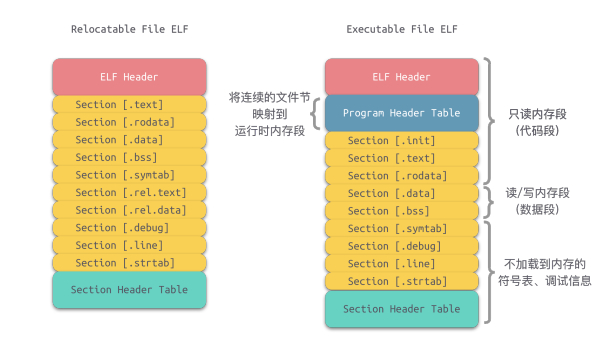 Relocatable File ELF
ELF Header
Section [.text]
Section [.rodata]
Section [.data]
Section [.bss]
Section [.symtab]
Section [.rel.text]
Section [.rel.data]
Section [.debug]
Section [.line]
Section [.strtab]
Section Header Table
将连续的文件节
映射到
运行时内存段
Executable File ELF
ELF Header
Program Header Table
Section [.init]
Section [.text]
Section [.rodata]
Section [.data]
Section [.bss]
Section [.symtab]
Section [.debug]
Section [.line]
Section [.strtab]
Section Header Table
只读内存段
(代码段)
读/写内存段
(数据段)
不加载到内存的
符号表、调试信息